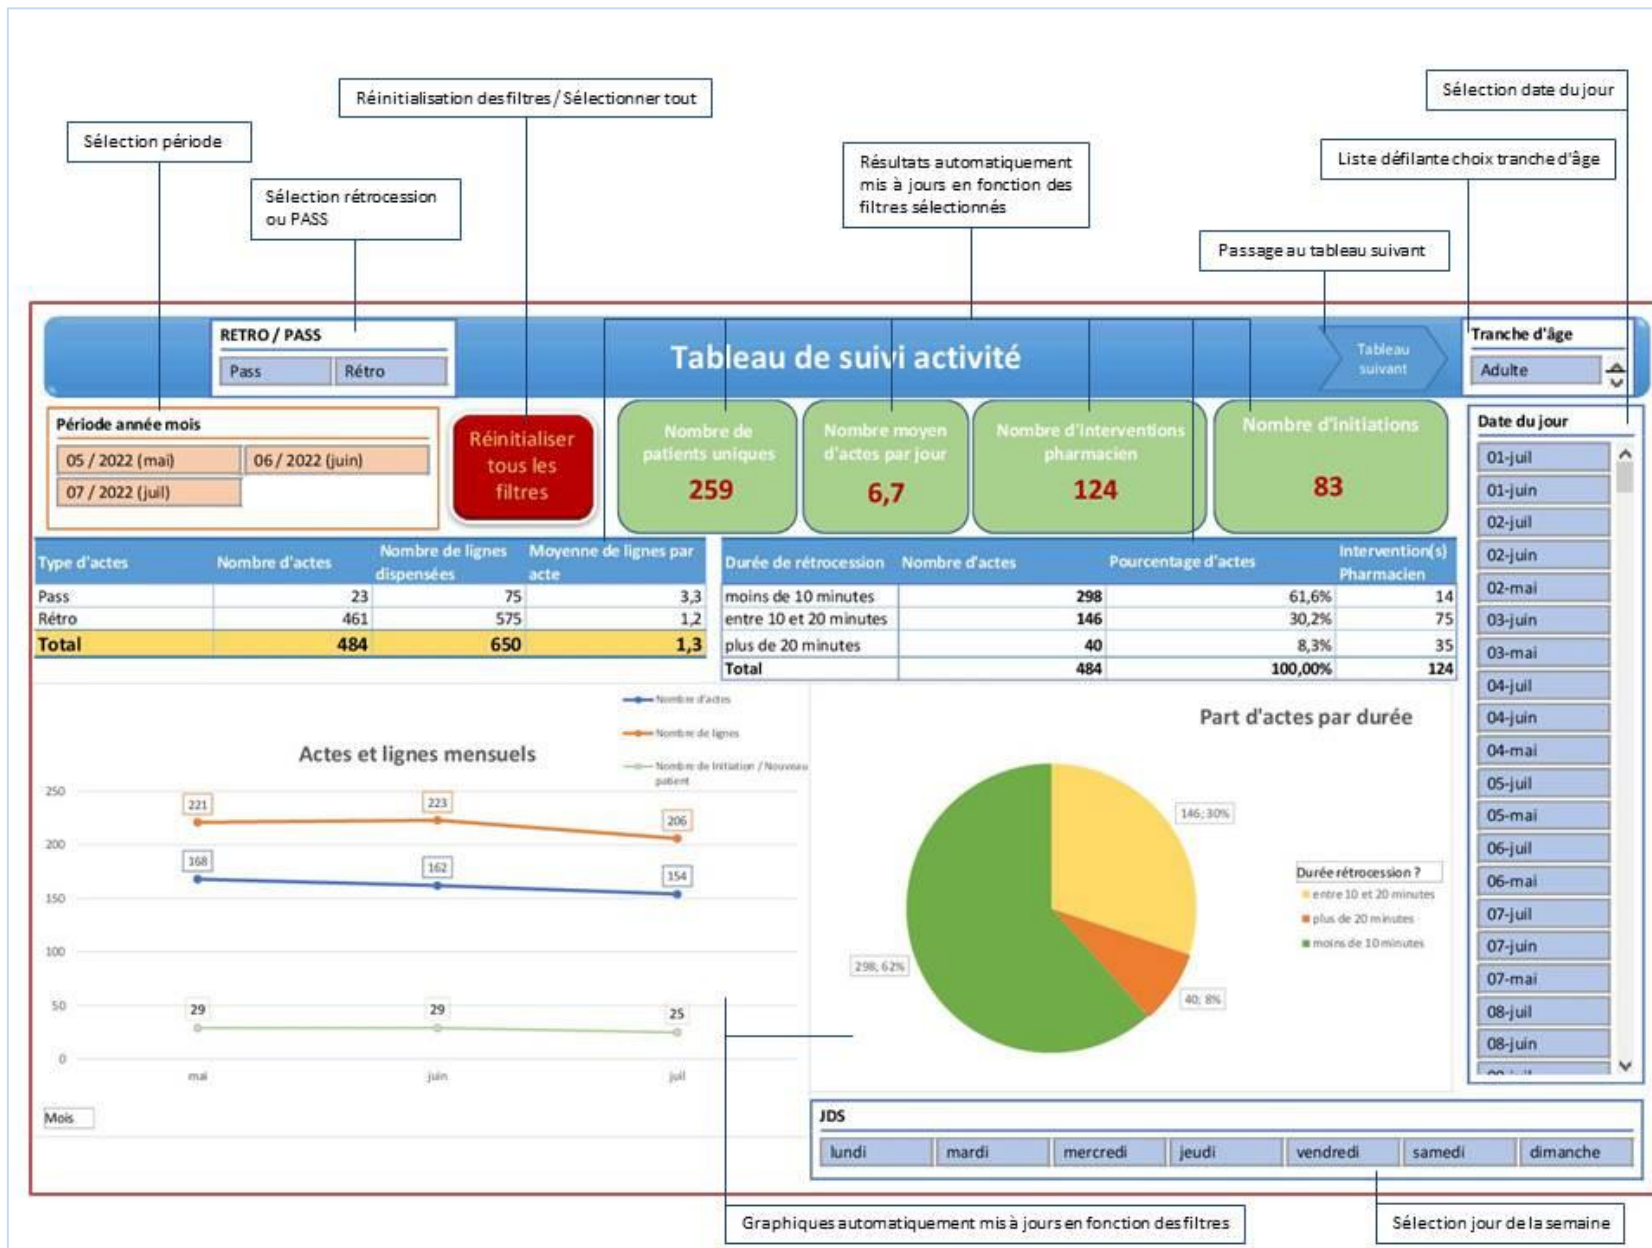 Réinitialisation des filtres / Sélectionner tout
Sélection date du jour
Sélection période
Résultats automatiquement
mis à jours en fonction des
filtres sélectionnés
Liste défilante choix tranche d'âge
Sélection rétrocession
ou PASS
Passage au tableau suivant
RETRO / PASS
Pass Rétro
Tableau de suivi activité
Tableau
suivant
Tranche d'âge
Adulte
Période année mois
05 / 2022 (mai) 06 / 2022 (juin)
07 / 2022 (juil)
Réinitialiser
tous les
filtres
Nombre de
patients uniques
259
Nombre moyen
d'actes par jour
6,7
Nombre d'interventions
pharmacien
124
Nombre d'initiations
83
Type d'actes Nombre d'actes Nombre de lignes dispensées Moyenne de lignes par acte
Pass 23 75 3,3
Rétro 461 575 1,2
Total 484 650 1,3
Durée de rétrocession Nombre d'actes Pourcentage d'actes Intervention(s) Pharmacien
moins de 10 minutes 298 61,6% 14
entre 10 et 20 minutes 146 30,2% 75
plus de 20 minutes 40 8,3% 35
Total 484 100,00% 124
Date du jour
01-juil
01-juin
02-juil
02-juin
02-mai
03-juin
03-mai
04-juil
04-juin
04-mai
05-juil
05-mai
06-juil
06-mai
07-juil
07-juin
07-mai
08-juil
08-juin
Nombre d'actes
Nombre de lignes
Nombre de Initiation / Nouveau
patient
Actes et lignes mensuels
250
200
150
100
50
0
221 223 206
168 162 154
29 29 25
mai juin juil
Mois
Part d'actes par durée
146; 30%
298; 62%
40; 8%
Durée rétrocession ?
entre 10 et 20 minutes
plus de 20 minutes
moins de 10 minutes
JDS
lundi mardi mercredi jeudi vendredi samedi dimanche
Graphiques automatiquement mis à jours en fonction des filtres
Sélection jour de la semaine